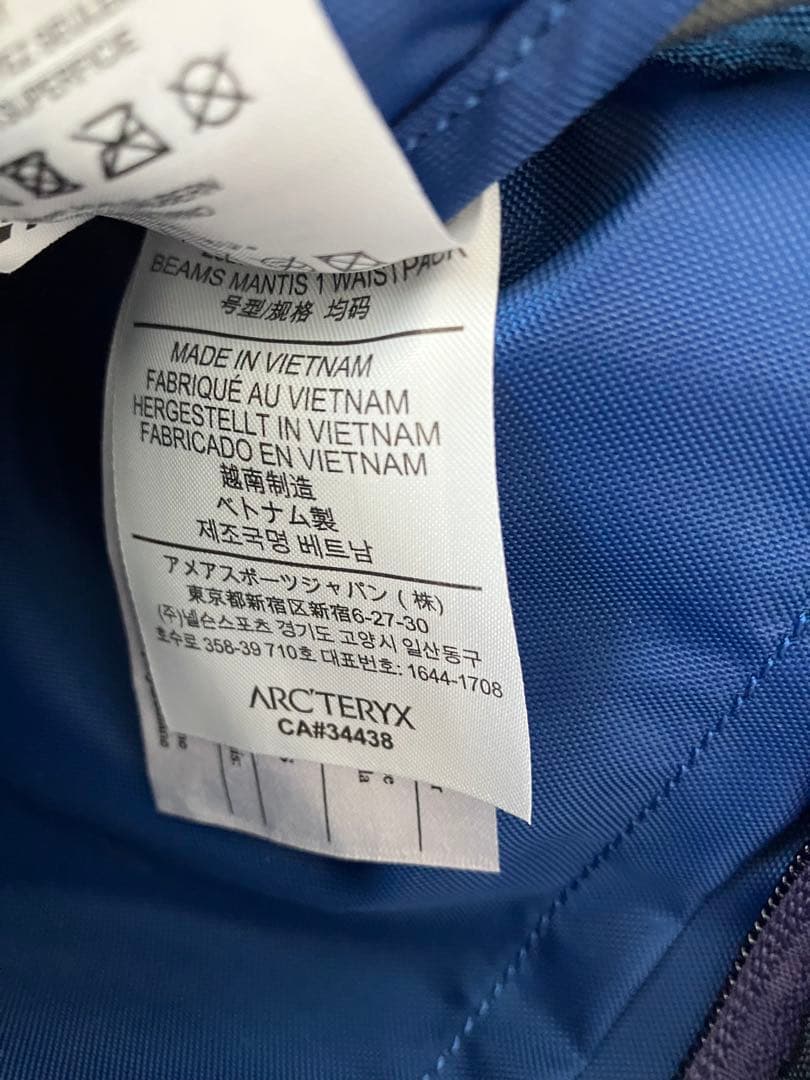 SUPERFICIE
BEAMS MANTIS 1 WAISTPACK
号型/规格 均码
MADE IN VIETNAM
FABRIQUÉ AU VIETNAM
HERGESTELLT IN VIETNAM
FABRICADO EN VIETNAM
越南制造
ベトナム製
제조국명 베트남
アメアスポーツジャパン (株)
東京都新宿区新宿6-27-30
(주)넬슨스포츠 경기도 고양시 일산동구
호수로 358-39 710호 대표번호: 1644-1708
ARC'TERYX
CA#34438